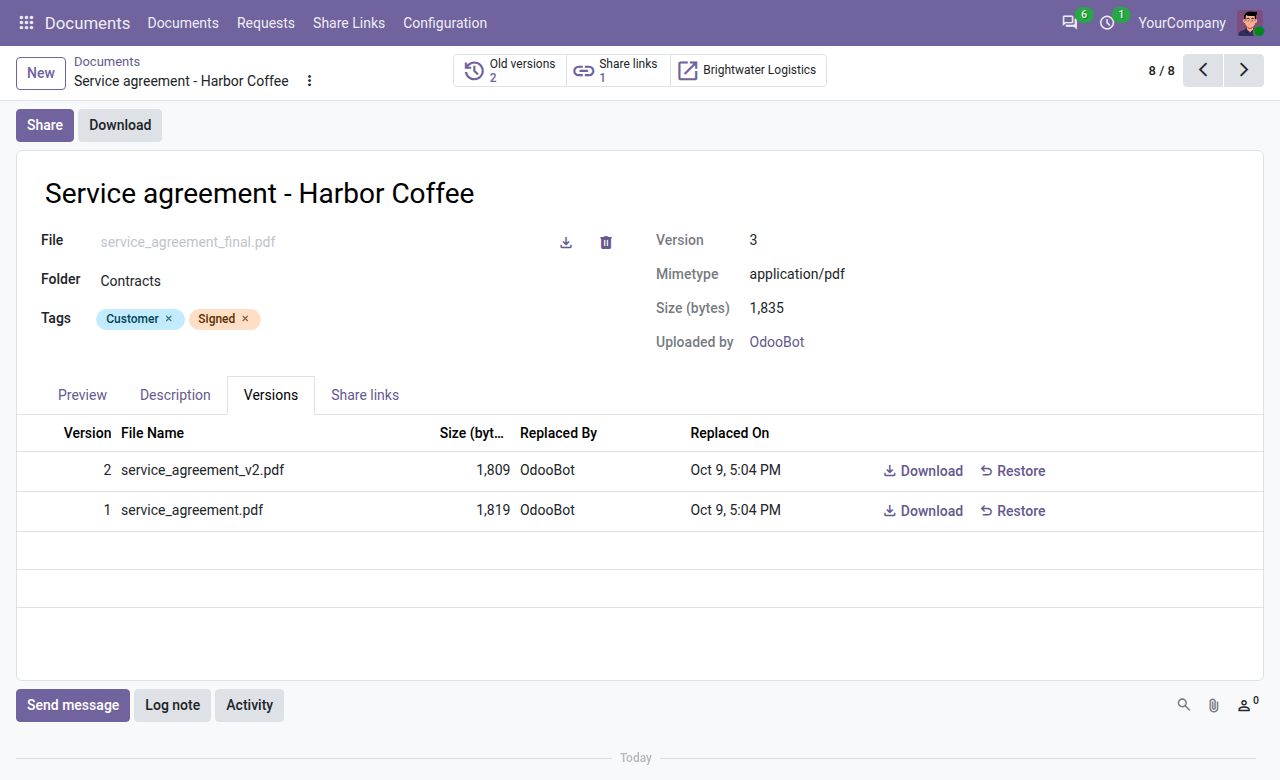 Documents Documents Requests Share Links Configuration 6 1 YourCompany
New Documents
Service agreement - Harbor Coffee
Old versions
2
Share links
1
Brightwater Logistics
8 / 8
Share Download
Service agreement - Harbor Coffee
File service_agreement_final.pdf
Folder Contracts
Tags Customer × Signed ×
Version 3
Mimetype application/pdf
Size (bytes) 1,835
Uploaded by OdooBot
Preview Description Versions Share links
Version File Name Size (byt... Replaced By Replaced On
2 service_agreement_v2.pdf 1,809 OdooBot Oct 9, 5:04 PM Download Restore
1 service_agreement.pdf 1,819 OdooBot Oct 9, 5:04 PM Download Restore
Send message Log note Activity 0
Today